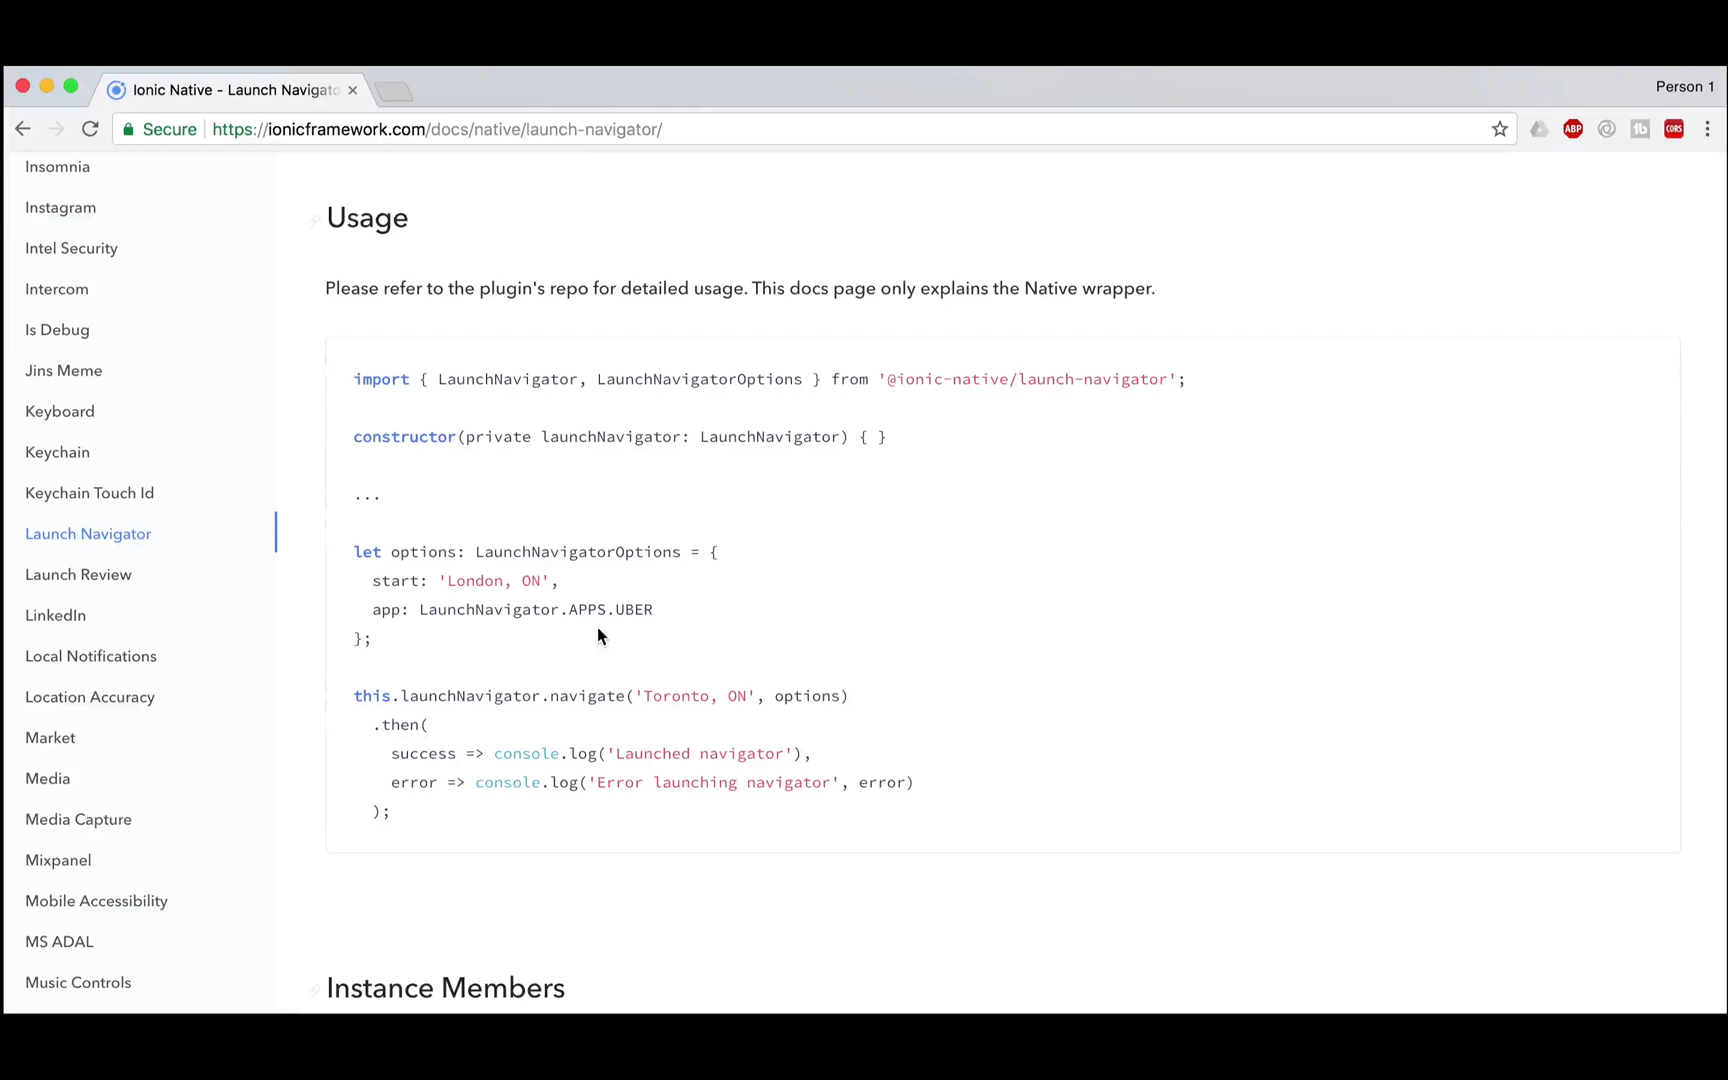 Ionic Native - Launch Navigato
Person 1
Secure
https://ionicframework.com/docs/native/launch-navigator/
ABP
CORS
Insomnia
Instagram
Intel Security
Intercom
Is Debug
Jins Meme
Keyboard
Keychain
Keychain Touch Id
Launch Navigator
Launch Review
LinkedIn
Local Notifications
Location Accuracy
Market
Media
Media Capture
Mixpanel
Mobile Accessibility
MS ADAL
Music Controls
Usage
Please refer to the plugin's repo for detailed usage. This docs page only explains the Native wrapper.
import { LaunchNavigator, LaunchNavigatorOptions } from '@ionic-native/launch-navigator';
constructor(private launchNavigator: LaunchNavigator) { }
...
let options: LaunchNavigatorOptions = {
start: 'London, ON',
app: LaunchNavigator.APPS.UBER
};
this.launchNavigator.navigate('Toronto, ON', options)
.then(
success => console.log('Launched navigator'),
error => console.log('Error launching navigator', error)
);
Instance Members